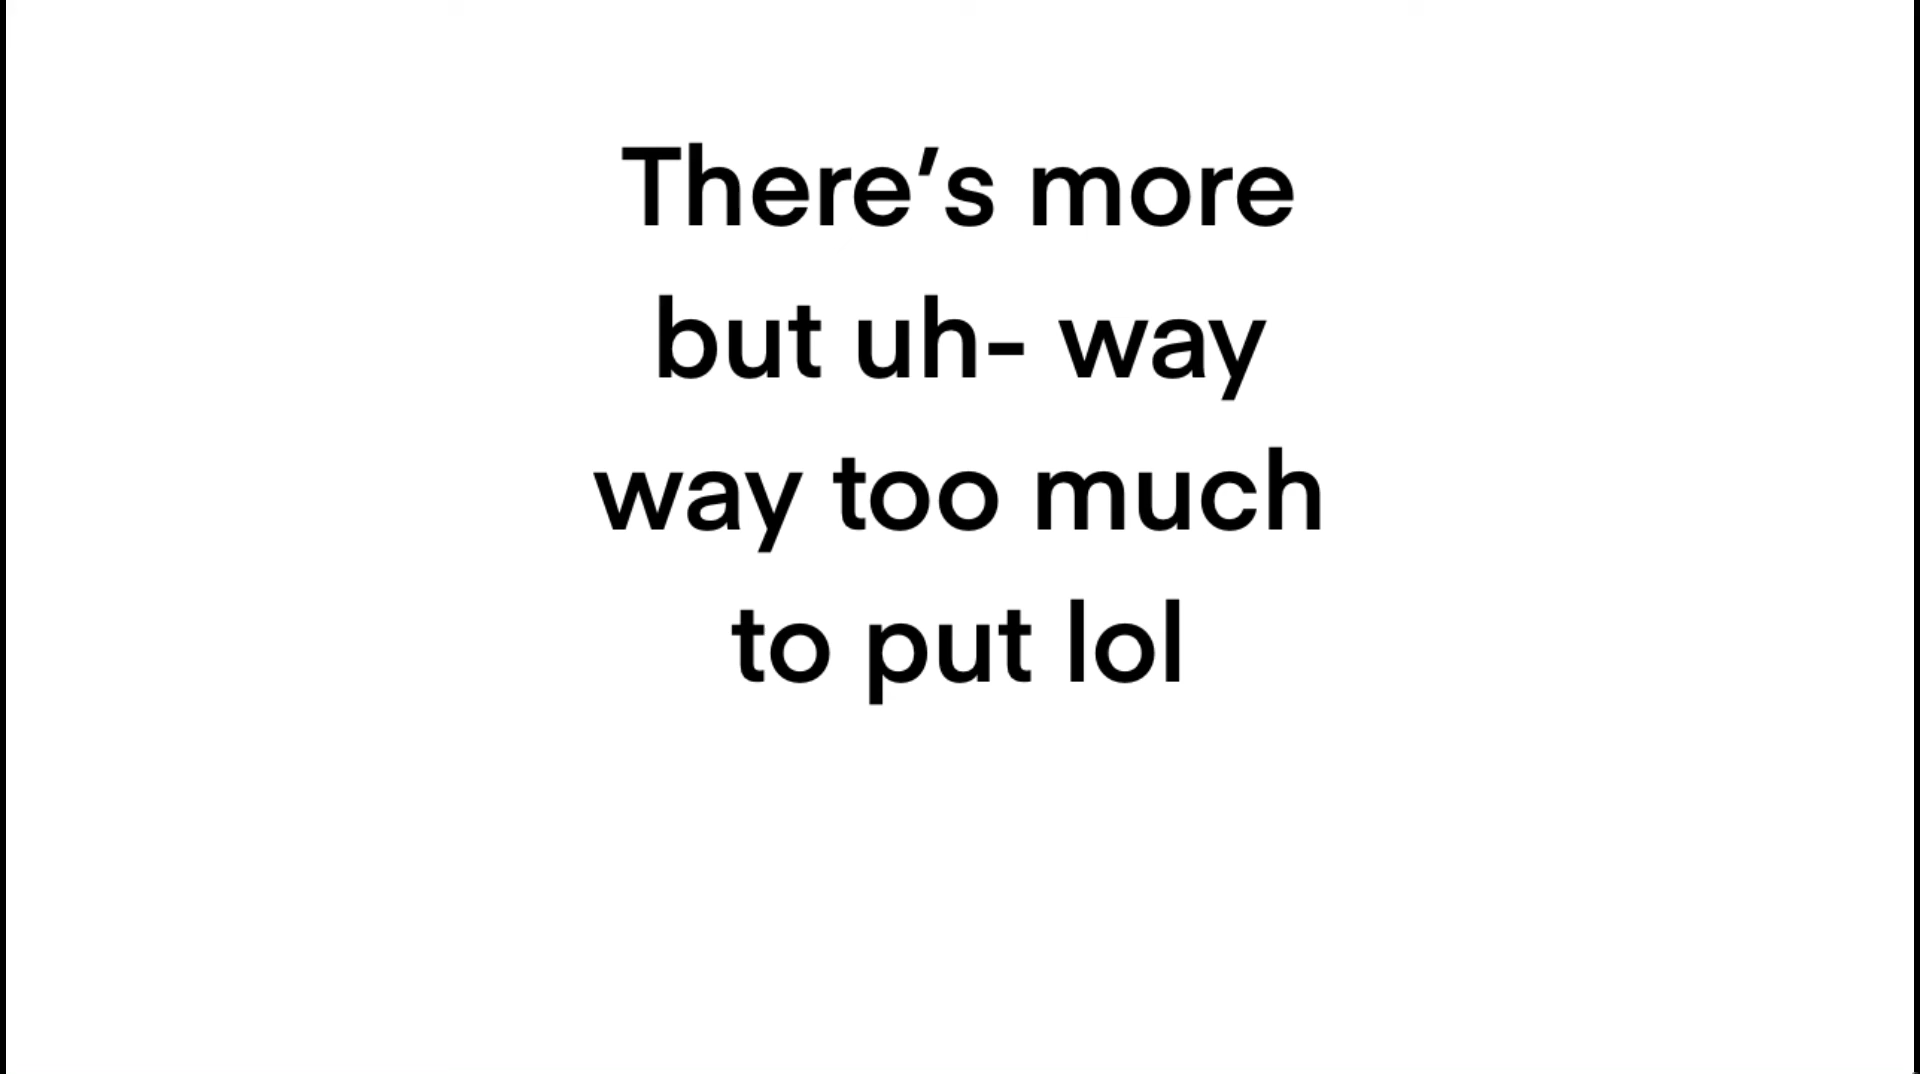 There’s more
but uh- way
way too much
to put lol